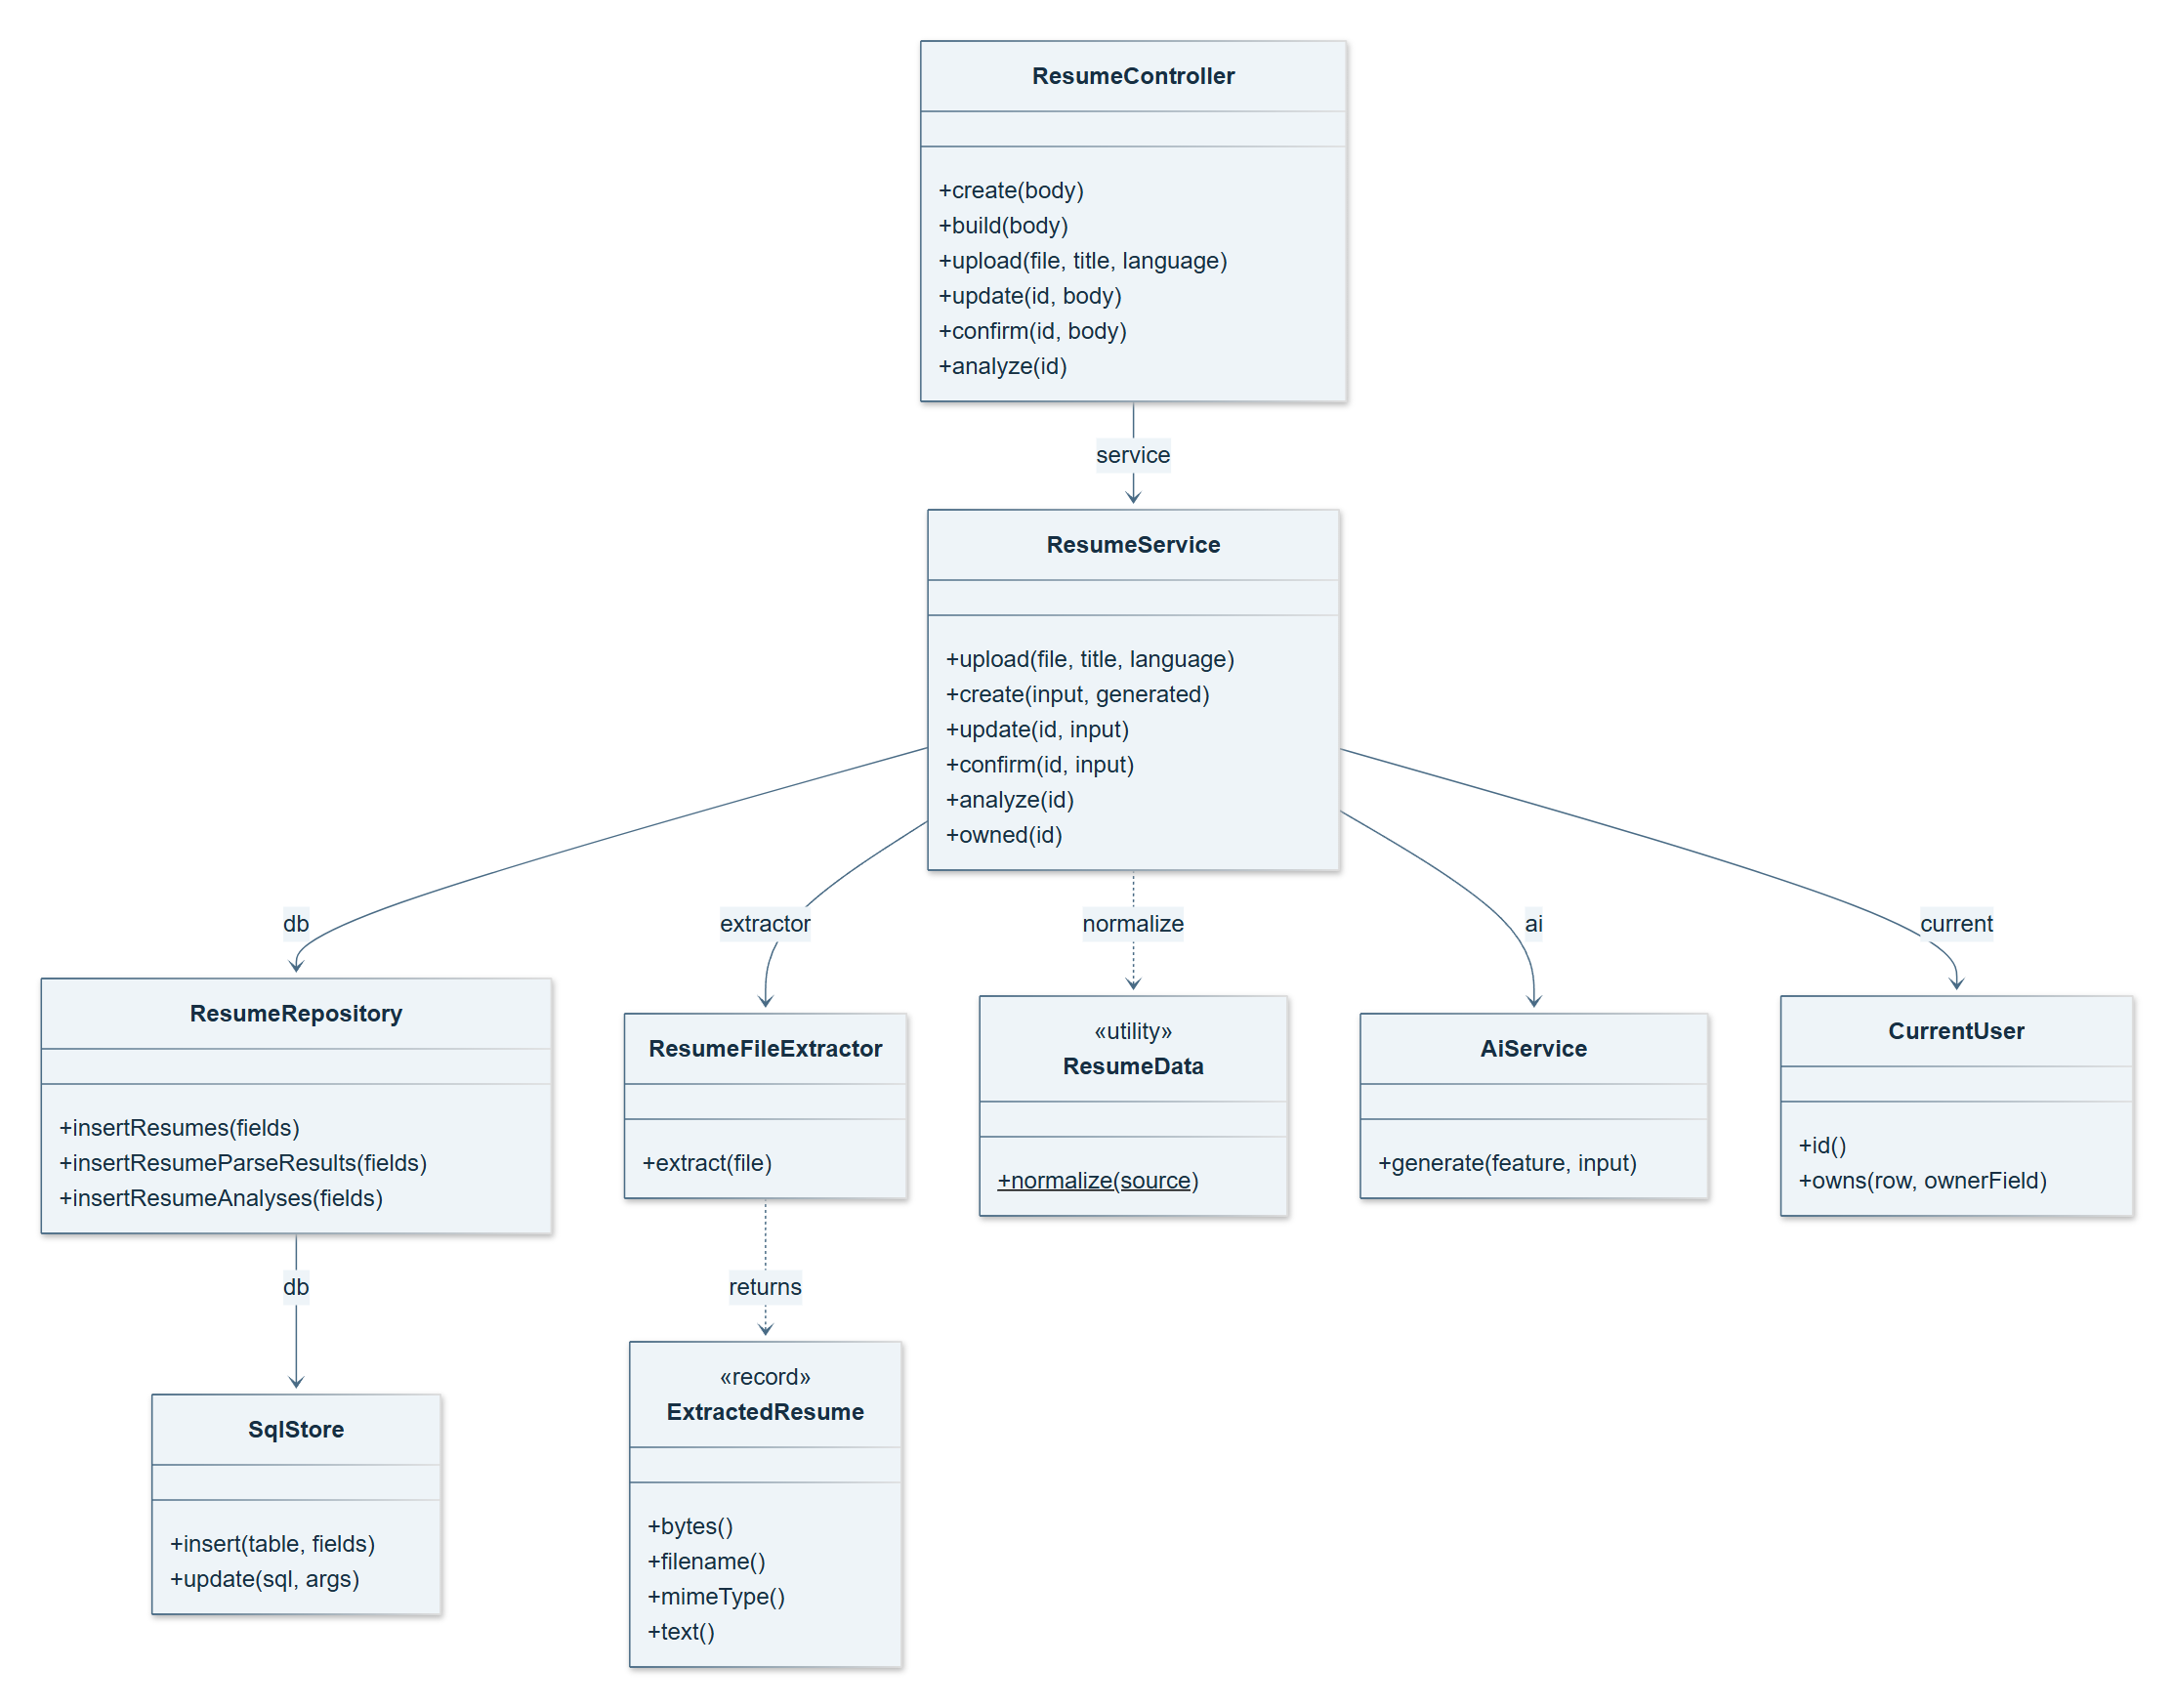 ResumeController
+create(body)
+build(body)
+upload(file, title, language)
+update(id, body)
+confirm(id, body)
+analyze(id)
service
ResumeService
+upload(file, title, language)
+create(input, generated)
+update(id, input)
+confirm(id, input)
+analyze(id)
+owned(id)
db
extractor
normalize
ai
current
ResumeRepository
+insertResumes(fields)
+insertResumeParseResults(fields)
+insertResumeAnalyses(fields)
ResumeFileExtractor
+extract(file)
«utility»
ResumeData
+normalize(source)
AiService
+generate(feature, input)
CurrentUser
+id()
+owns(row, ownerField)
db
returns
SqlStore
+insert(table, fields)
+update(sql, args)
«record»
ExtractedResume
+bytes()
+filename()
+mimeType()
+text()